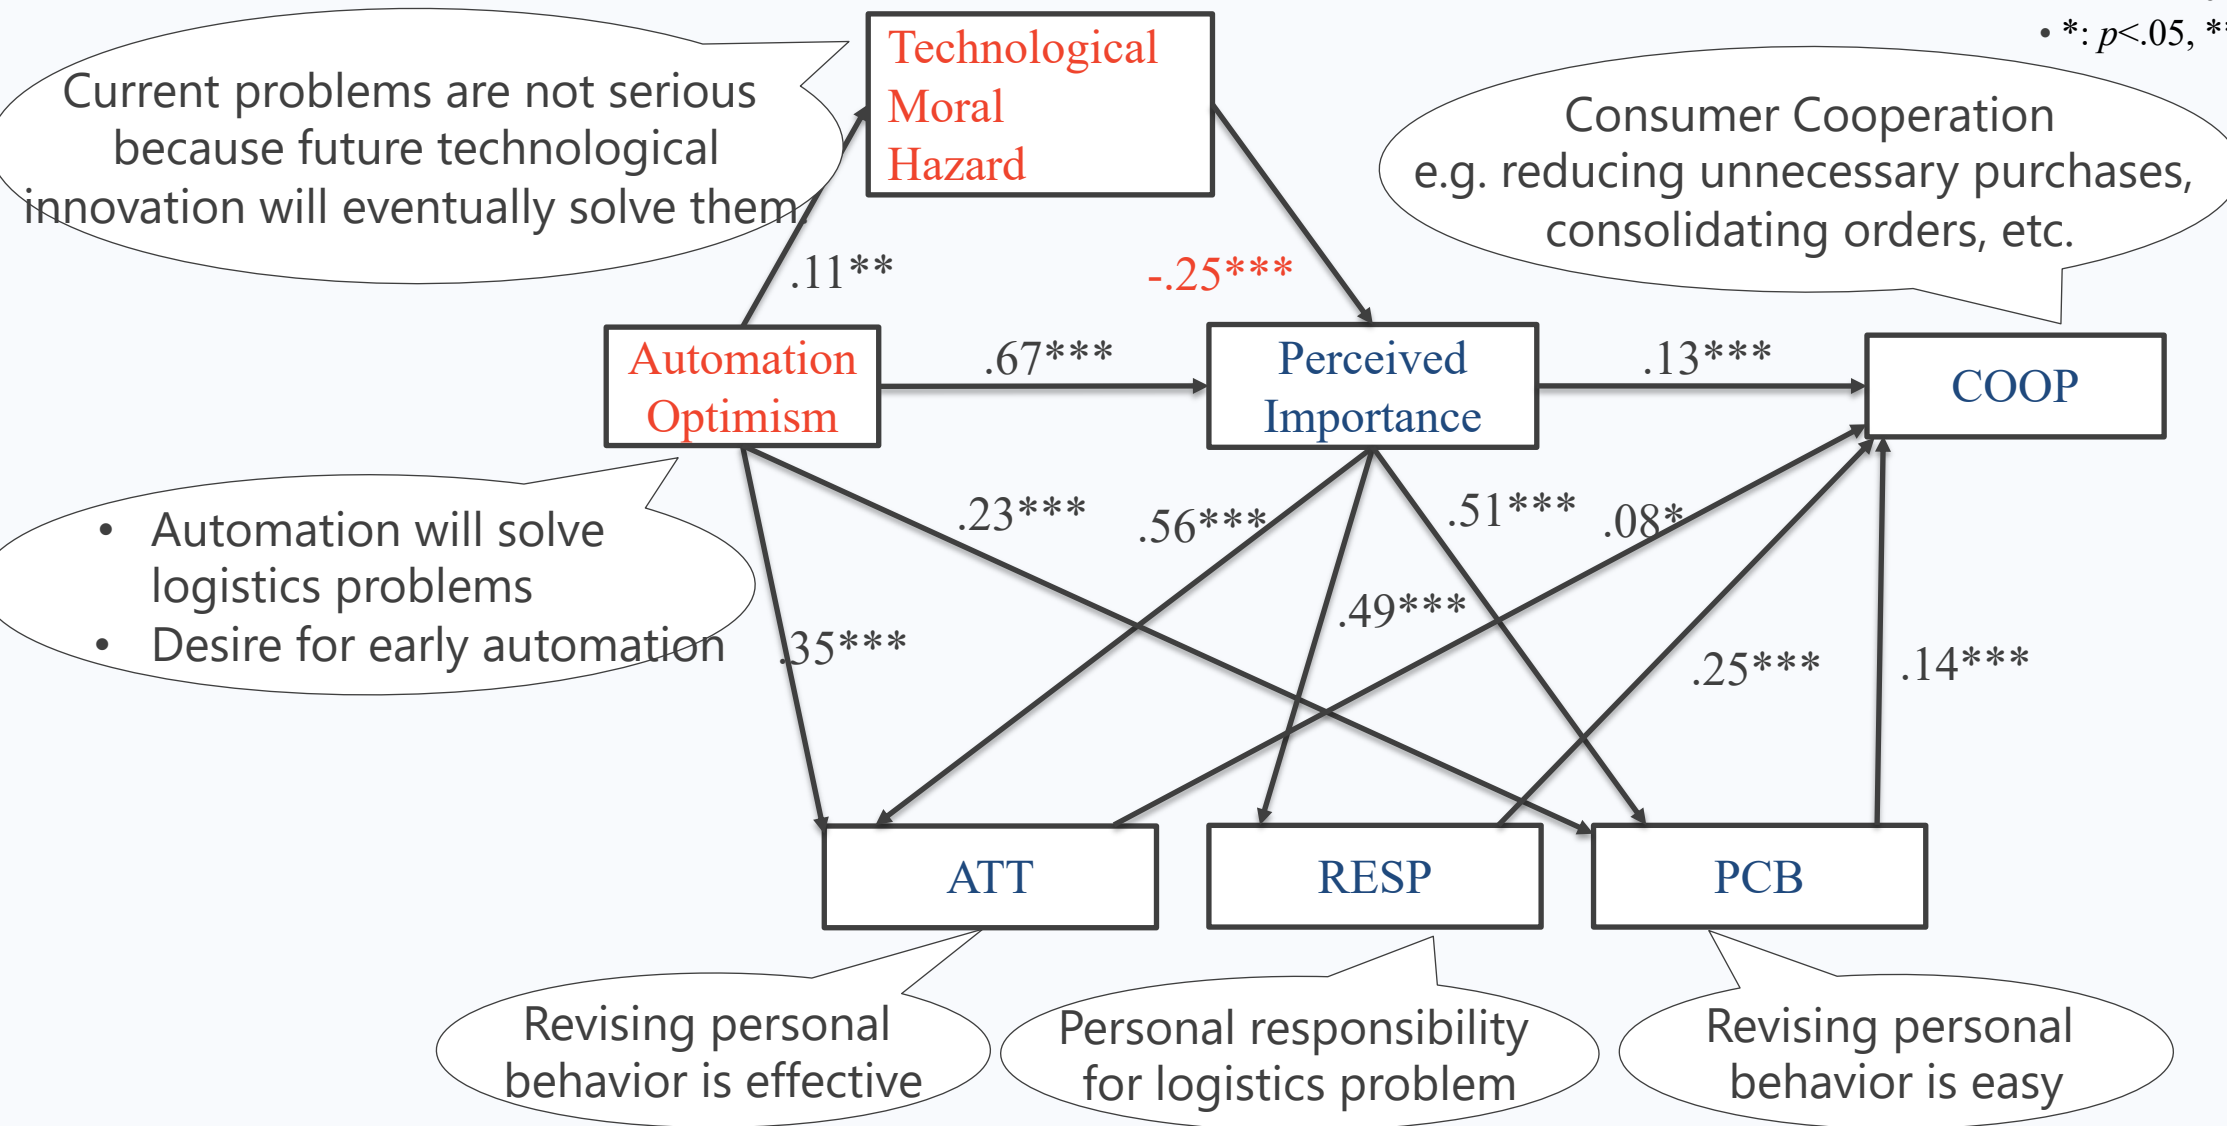 • *: p<.05, **
Technological
Moral
Hazard
Current problems are not serious
because future technological
innovation will eventually solve them.
Consumer Cooperation
e.g. reducing unnecessary purchases,
consolidating orders, etc.
.11**
-.25***
Automation
Optimism
.67***
Perceived
Importance
.13***
COOP
• Automation will solve
logistics problems
• Desire for early automation
.23***
.56***
.51***
.08*
.49***
.35***
.25***
.14***
ATT
RESP
PCB
Revising personal
behavior is effective
Personal responsibility
for logistics problem
Revising personal
behavior is easy